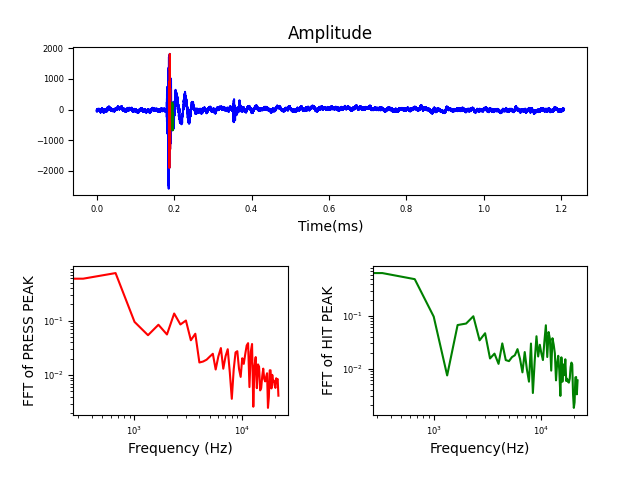 Amplitude
2000
1000
0
−1000
−2000
0.0 0.2 0.4 0.6 0.8 1.0 1.2
Time(ms)
FFT of PRESS PEAK
10⁻¹
10⁻²
10³ 10⁴
Frequency (Hz)
FFT of HIT PEAK
10⁻¹
10⁻²
10³ 10⁴
Frequency(Hz)